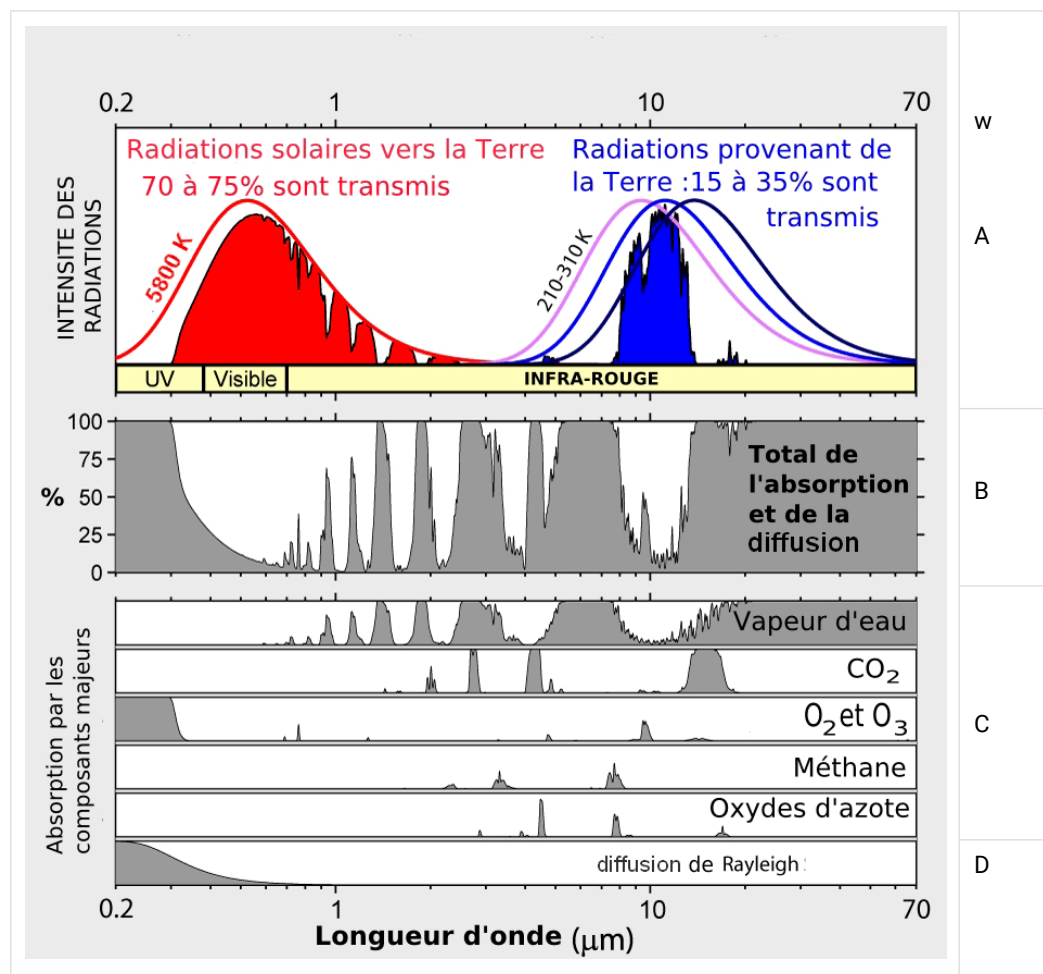 0.2 1 10 70
w
Radiations solaires vers la Terre
70 à 75% sont transmis
Radiations provenant de
la Terre :15 à 35% sont
transmis
INTENSITE DES
RADIATIONS
5800 K
210-310 K
A
UV Visible INFRA-ROUGE
100
75
50
25
0
%
Total de
l'absorption
et de la
diffusion
B
Absorption par les
composants majeurs
Vapeur d'eau
CO2
O2 et O3
C
Méthane
Oxydes d'azote
diffusion de Rayleigh
D
0.2 1 10 70
Longueur d'onde (μm)